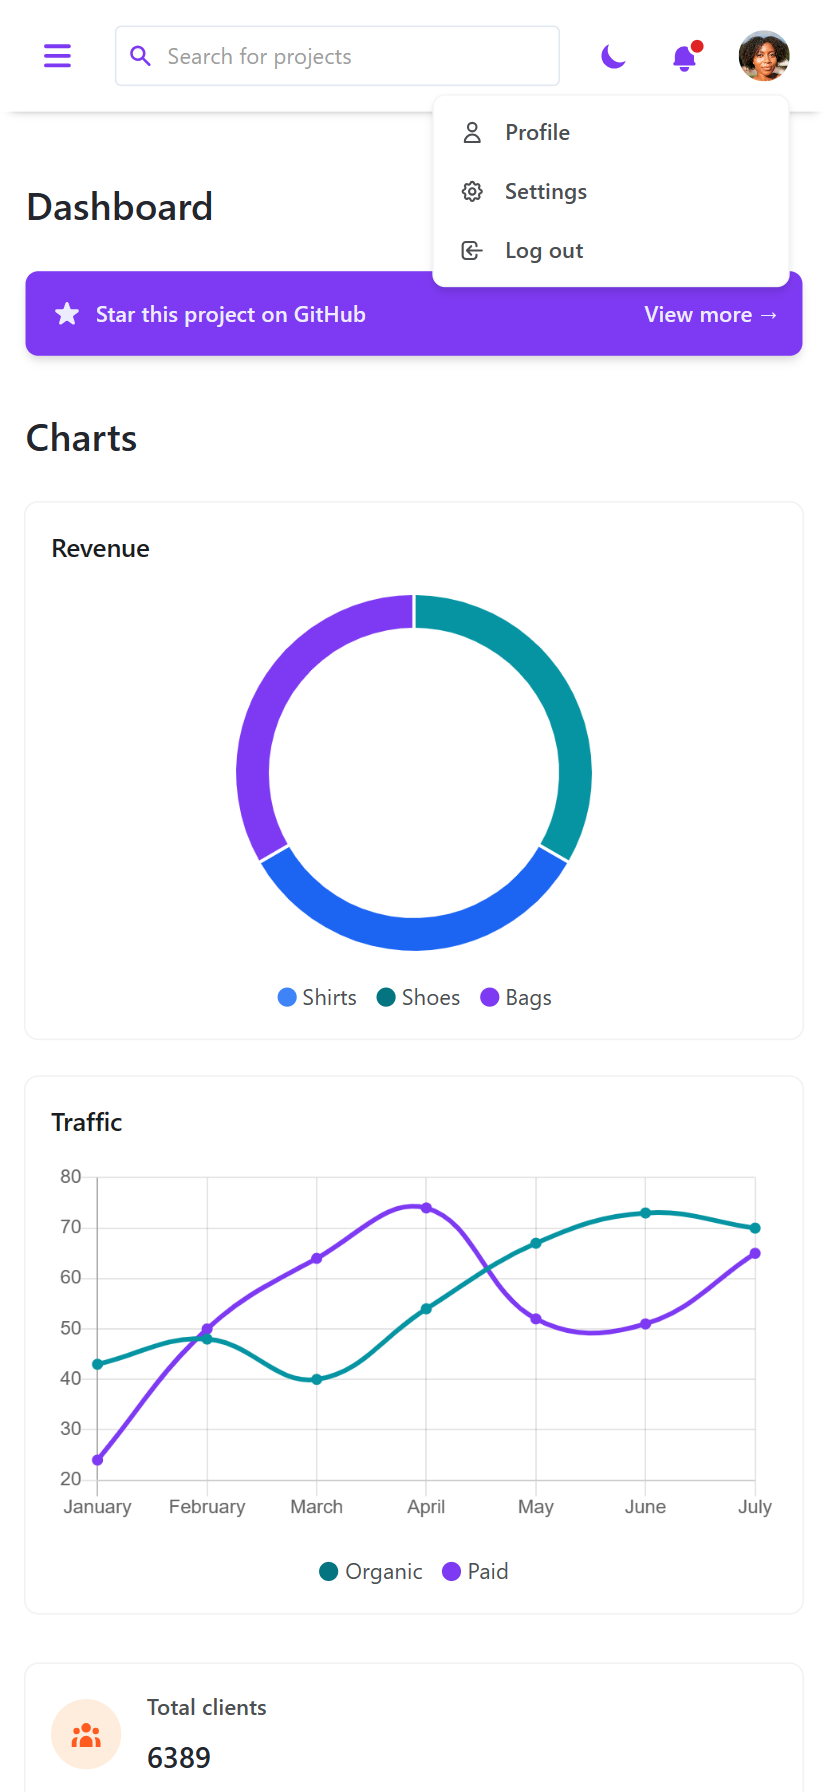 Search for projects
Profile
Settings
Log out
Dashboard
Star this project on GitHub
View more →
Charts
Revenue
Shirts Shoes Bags
Traffic
80
70
60
50
40
30
20
January February March April May June July
Organic Paid
Total clients
6389